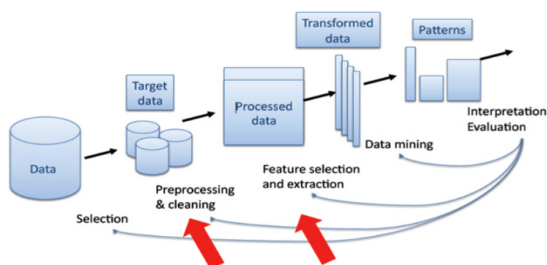 Transformed
data
Patterns
Target
data
Processed
data
Data
Interpretation
Evaluation
Data mining
Feature selection
and extraction
Preprocessing
& cleaning
Selection